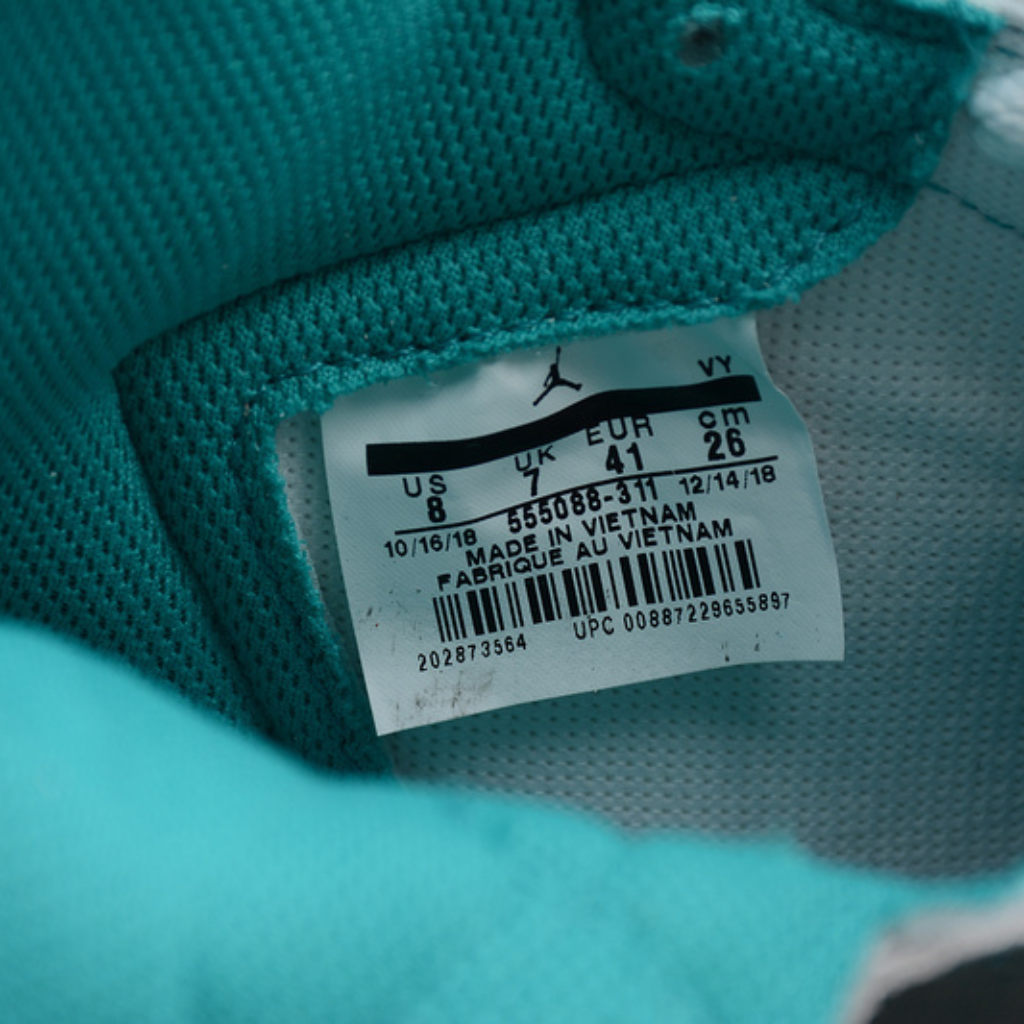 VY
US UK EUR cm
8 7 41 26
10/16/18 555088-311 12/14/18
MADE IN VIETNAM
FABRIQUE AU VIETNAM
202873564 UPC 00887229655897